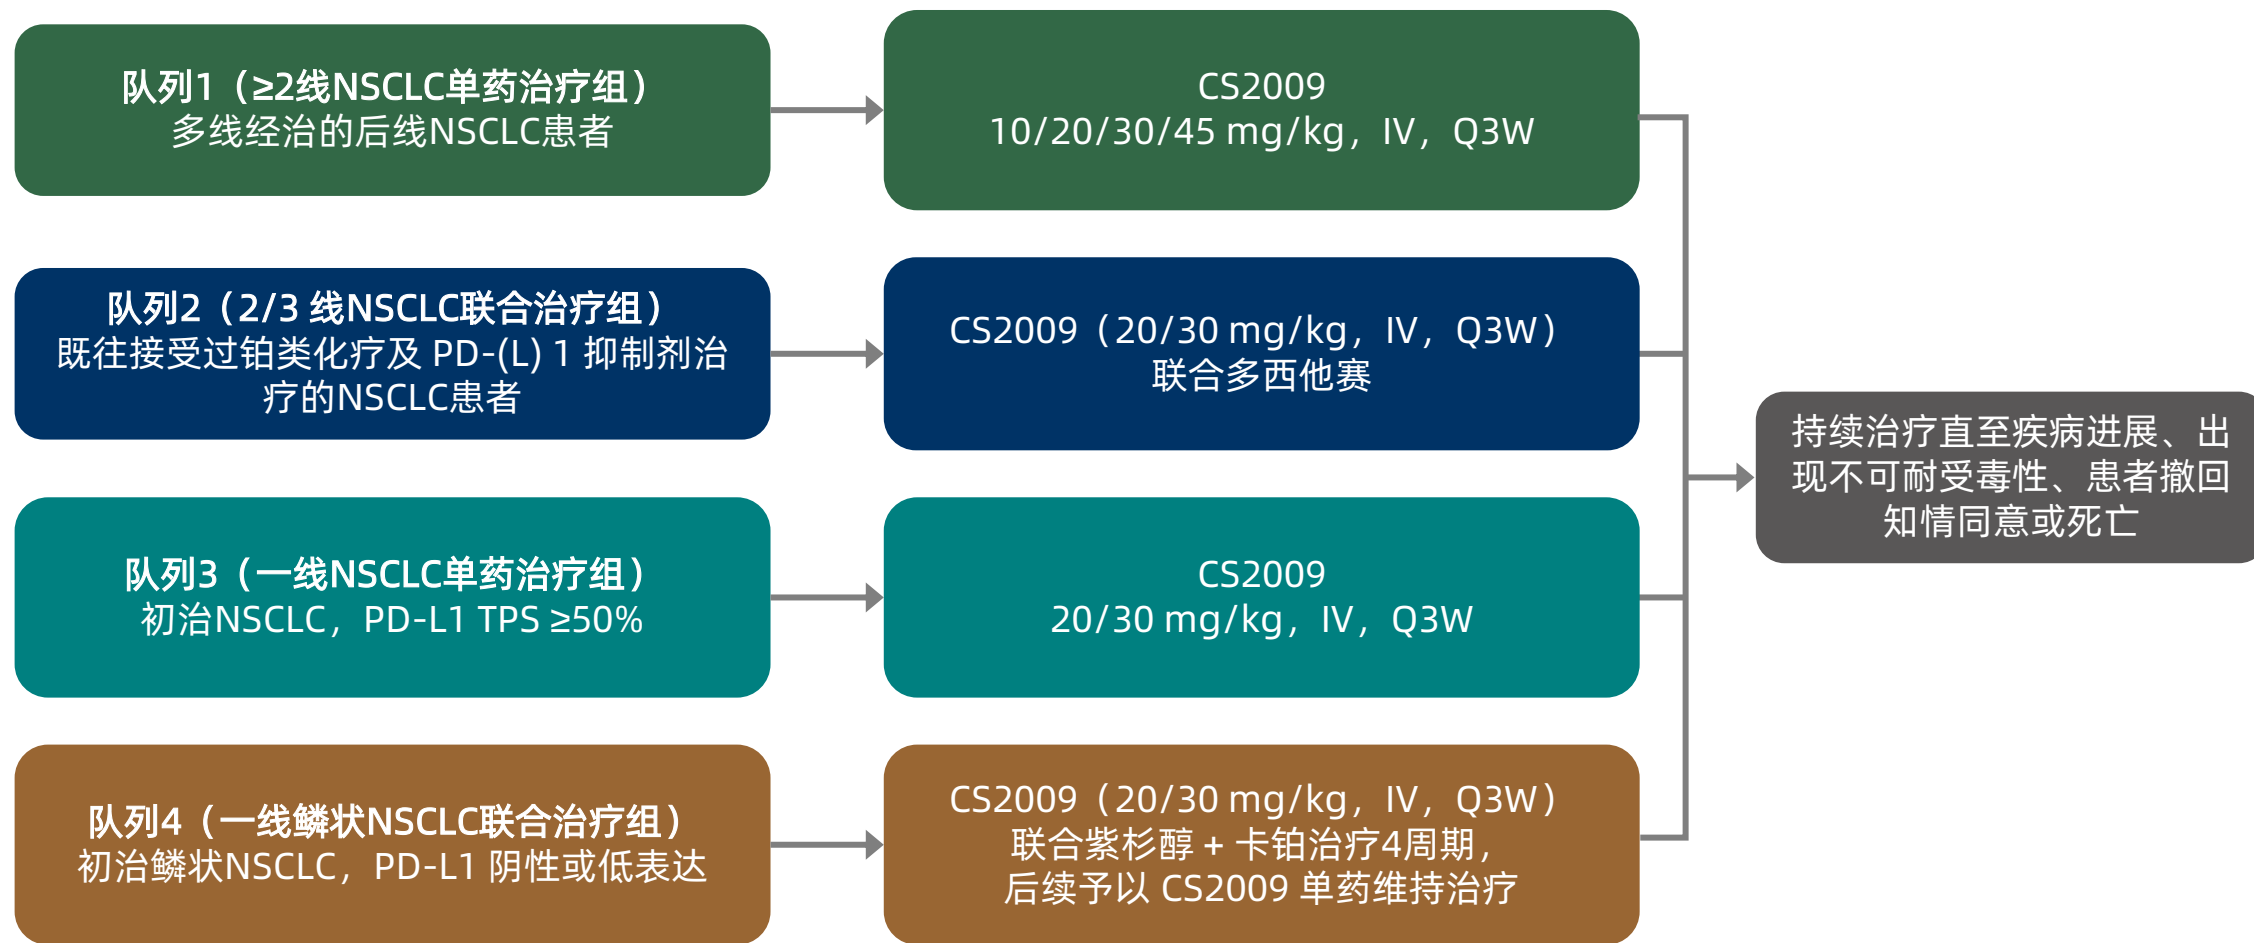 队列1（≥2线NSCLC单药治疗组）
多线经治的后线NSCLC患者
CS2009
10/20/30/45 mg/kg，IV，Q3W
队列2（2/3 线NSCLC联合治疗组）
既往接受过铂类化疗及 PD-(L) 1 抑制剂治
疗的NSCLC患者
CS2009（20/30 mg/kg，IV，Q3W）
联合多西他赛
队列3（一线NSCLC单药治疗组）
初治NSCLC，PD-L1 TPS ≥50%
CS2009
20/30 mg/kg，IV，Q3W
队列4（一线鳞状NSCLC联合治疗组）
初治鳞状NSCLC，PD-L1 阴性或低表达
CS2009（20/30 mg/kg，IV，Q3W）
联合紫杉醇 + 卡铂治疗4周期，
后续予以 CS2009 单药维持治疗
持续治疗直至疾病进展、出
现不可耐受毒性、患者撤回
知情同意或死亡